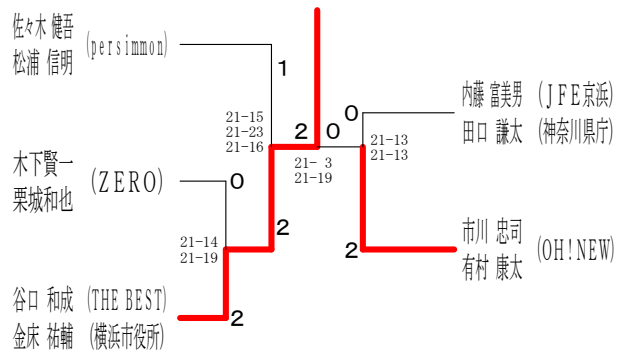 佐々木 健吾
松浦 信明
(persimmon)
1
21-15
21-23
21-16
木下賢一
栗城和也
(ZERO)
0
21-14
21-19
2
谷口 和成 (THE BEST)
金床 祐輔 (横浜市役所)
2
2
0
21- 3
21-19
内藤 富美男 (JFE京浜)
田口 謙太 (神奈川県庁)
0
21-13
21-13
市川 忠司
有村 康太
(OH!NEW)
2